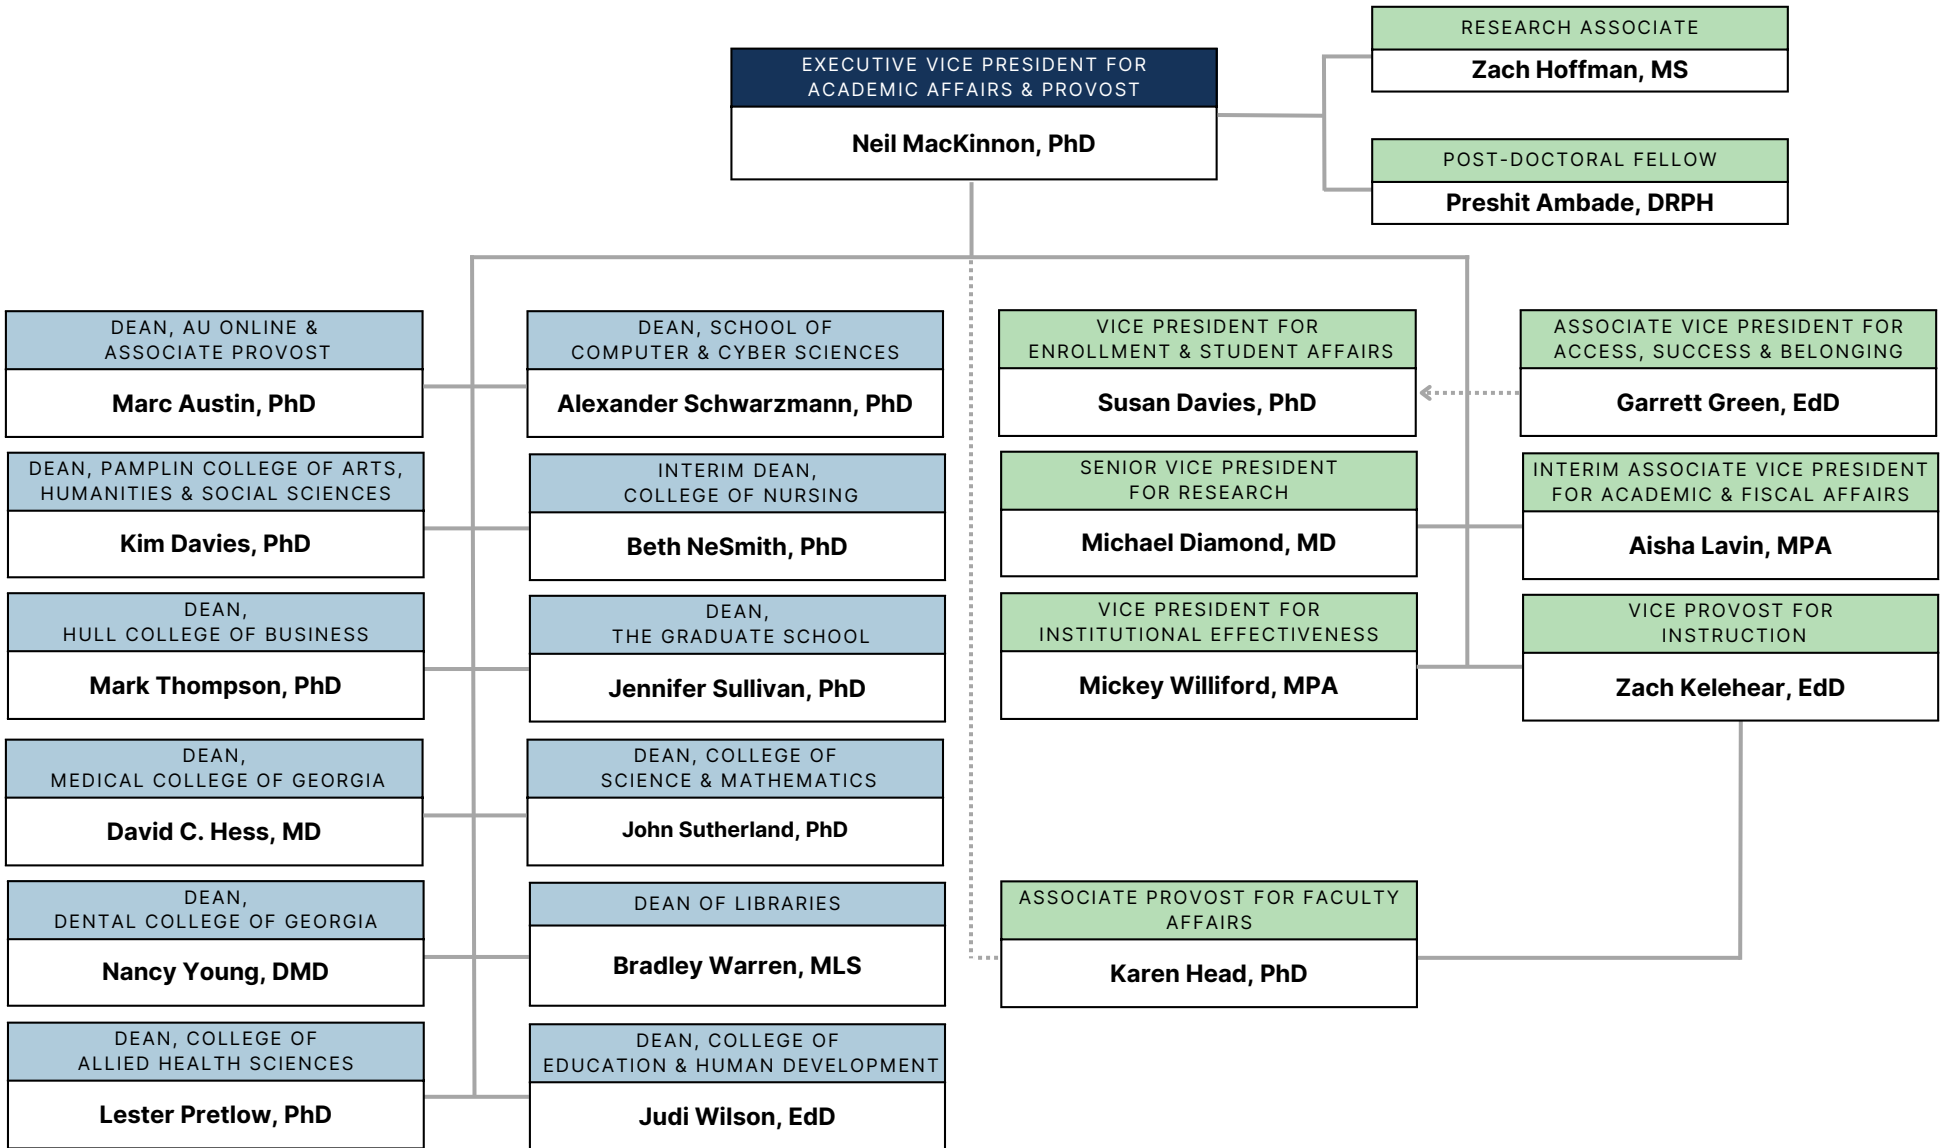 RESEARCH ASSOCIATE
Zach Hoffman, MS
EXECUTIVE VICE PRESIDENT FOR
ACADEMIC AFFAIRS & PROVOST
Neil MacKinnon, PhD
POST-DOCTORAL FELLOW
Preshit Ambade, DRPH
DEAN, AU ONLINE &
ASSOCIATE PROVOST
Marc Austin, PhD
DEAN, SCHOOL OF
COMPUTER & CYBER SCIENCES
Alexander Schwarzmann, PhD
VICE PRESIDENT FOR
ENROLLMENT & STUDENT AFFAIRS
Susan Davies, PhD
ASSOCIATE VICE PRESIDENT FOR
ACCESS, SUCCESS & BELONGING
Garrett Green, EdD
DEAN, PAMPLIN COLLEGE OF ARTS,
HUMANITIES & SOCIAL SCIENCES
Kim Davies, PhD
INTERIM DEAN,
COLLEGE OF NURSING
Beth NeSmith, PhD
SENIOR VICE PRESIDENT
FOR RESEARCH
Michael Diamond, MD
INTERIM ASSOCIATE VICE PRESIDENT
FOR ACADEMIC & FISCAL AFFAIRS
Aisha Lavin, MPA
DEAN,
HULL COLLEGE OF BUSINESS
Mark Thompson, PhD
DEAN,
THE GRADUATE SCHOOL
Jennifer Sullivan, PhD
VICE PRESIDENT FOR
INSTITUTIONAL EFFECTIVENESS
Mickey Williford, MPA
VICE PROVOST FOR
INSTRUCTION
Zach Kelehear, EdD
DEAN,
MEDICAL COLLEGE OF GEORGIA
David C. Hess, MD
DEAN, COLLEGE OF
SCIENCE & MATHEMATICS
John Sutherland, PhD
DEAN,
DENTAL COLLEGE OF GEORGIA
Nancy Young, DMD
DEAN OF LIBRARIES
Bradley Warren, MLS
ASSOCIATE PROVOST FOR FACULTY
AFFAIRS
Karen Head, PhD
DEAN, COLLEGE OF
ALLIED HEALTH SCIENCES
Lester Pretlow, PhD
DEAN, COLLEGE OF
EDUCATION & HUMAN DEVELOPMENT
Judi Wilson, EdD